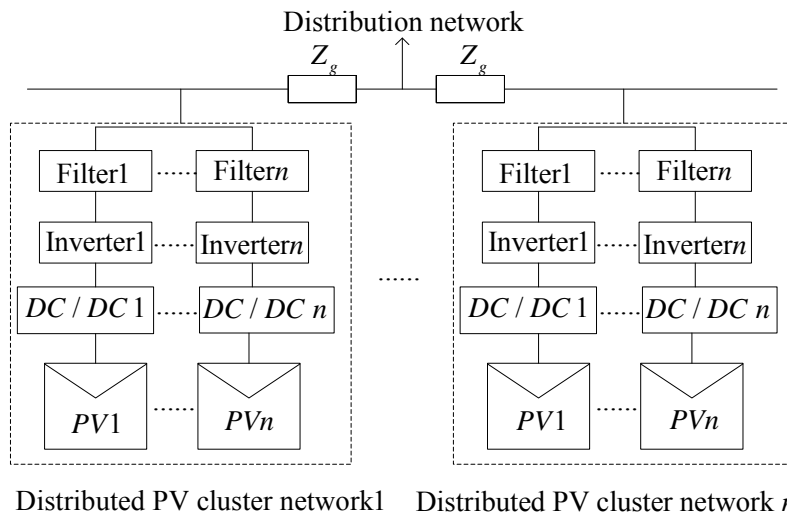 Distribution network
Z_g Z_g
Filter1 ...... Filtern Filter1 ...... Filtern
Inverter1 ...... Invertern Inverter1 ...... Invertern
......
DC / DC 1 ...... DC / DC n DC / DC 1 ...... DC / DC n
PV1 ...... PVn PV1 ...... PVn
Distributed PV cluster network1 Distributed PV cluster network n